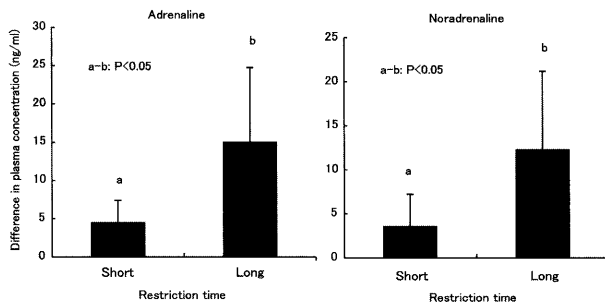 Adrenaline
Difference in plasma concentration (ng/ml)
30
25
20
15
10
5
0
a-b: P<0.05
a
b
Short
Long
Restriction time
Noradrenaline
25
20
15
10
5
0
a-b: P<0.05
a
b
Short
Long
Restriction time